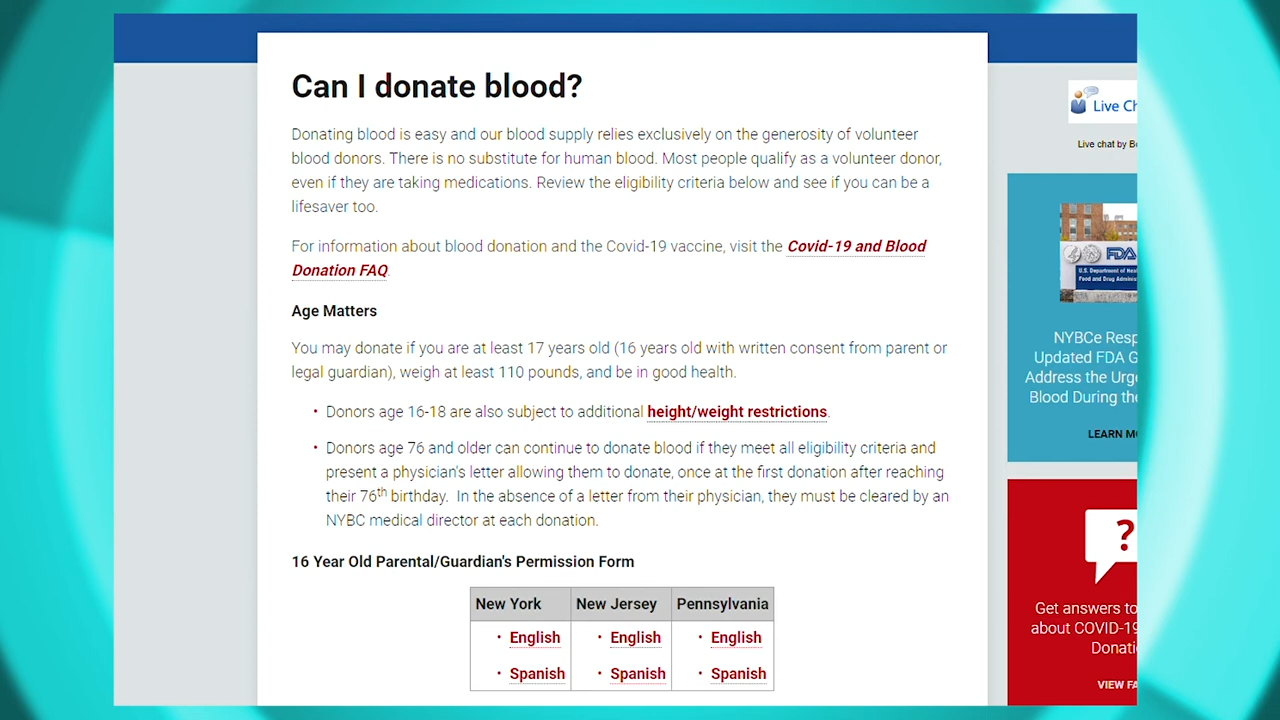 Can I donate blood?
Donating blood is easy and our blood supply relies exclusively on the generosity of volunteer
blood donors. There is no substitute for human blood. Most people qualify as a volunteer donor,
even if they are taking medications. Review the eligibility criteria below and see if you can be a
lifesaver too.
For information about blood donation and the Covid-19 vaccine, visit the Covid-19 and Blood
Donation FAQ.
Age Matters
You may donate if you are at least 17 years old (16 years old with written consent from parent or
legal guardian), weigh at least 110 pounds, and be in good health.
• Donors age 16-18 are also subject to additional height/weight restrictions.
• Donors age 76 and older can continue to donate blood if they meet all eligibility criteria and
present a physician's letter allowing them to donate, once at the first donation after reaching
their 76th birthday. In the absence of a letter from their physician, they must be cleared by an
NYBC medical director at each donation.
16 Year Old Parental/Guardian's Permission Form
New York New Jersey Pennsylvania
• English • English • English
• Spanish • Spanish • Spanish
Live Ch
Live chat by Bo
FDA
U.S. Department of Heal
Food and Drug Adminis
NYBCe Resp
Updated FDA G
Address the Urge
Blood During the
LEARN MO
?
Get answers to
about COVID-19
Donati
VIEW FA